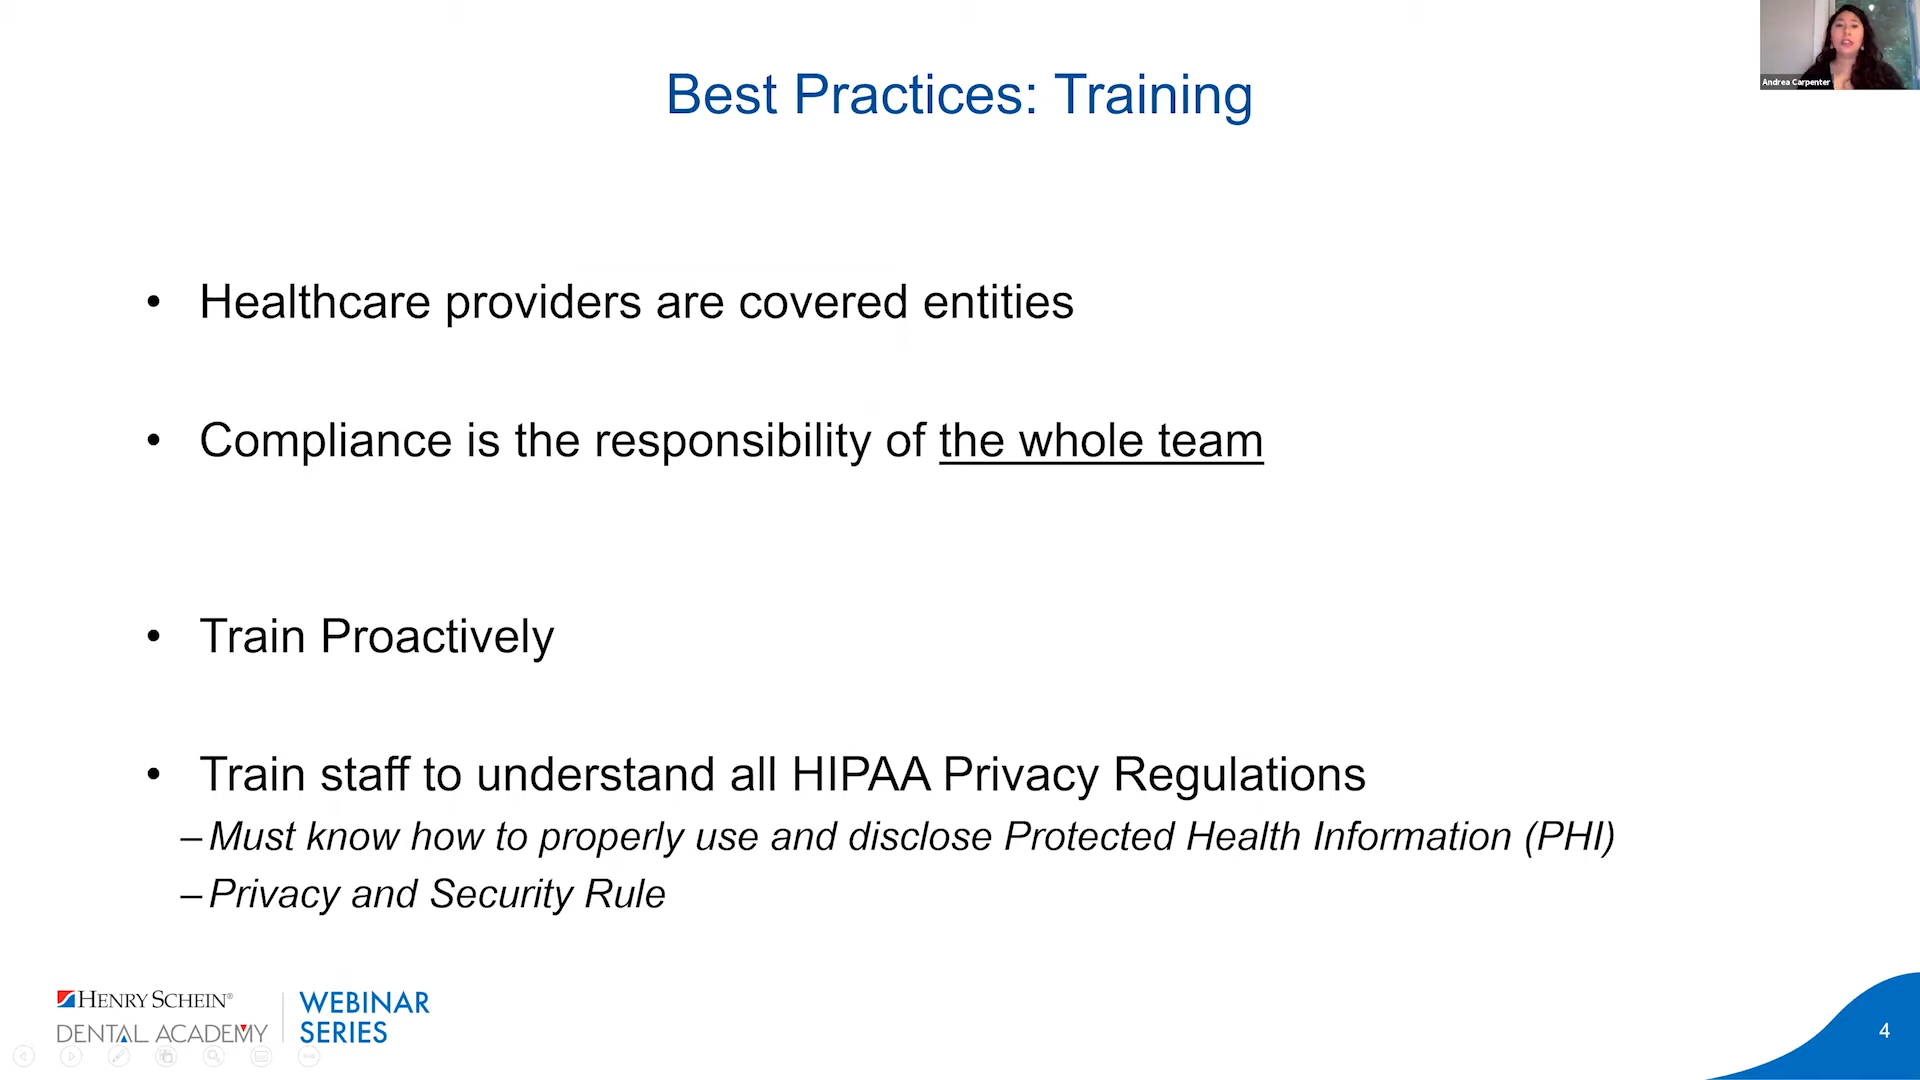 Andrea Carpenter
Best Practices: Training
• Healthcare providers are covered entities
• Compliance is the responsibility of the whole team
• Train Proactively
• Train staff to understand all HIPAA Privacy Regulations
– Must know how to properly use and disclose Protected Health Information (PHI)
– Privacy and Security Rule
HENRY SCHEIN®
DENTAL ACADEMY
WEBINAR
SERIES
4